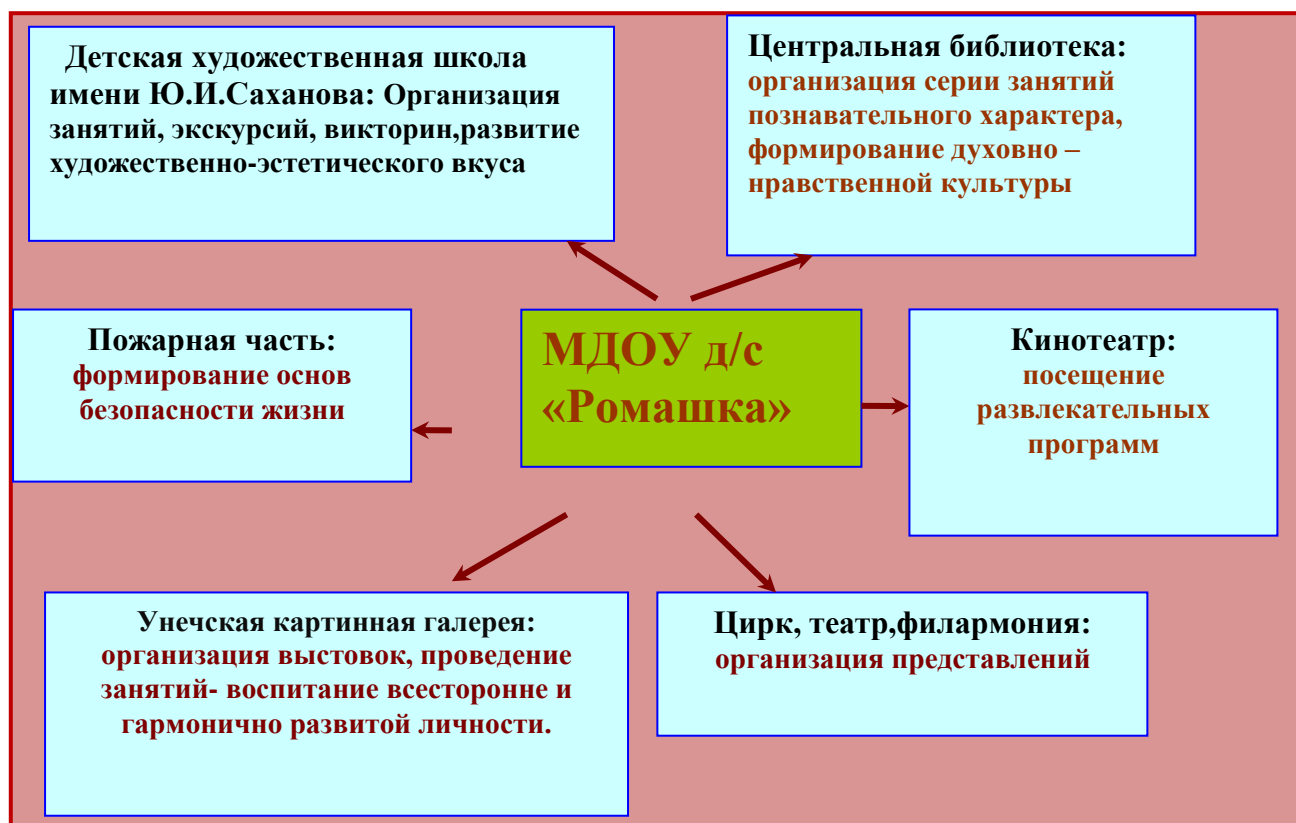 Детская художественная школа
имени Ю.И.Саханова: Организация
занятий, экскурсий, викторин,развитие
художественно-эстетического вкуса
Центральная библиотека:
организация серии занятий
познавательного характера,
формирование духовно –
нравственной культуры
Пожарная часть:
формирование основ
безопасности жизни
МДОУ д/с
«Ромашка»
Кинотеатр:
посещение
развлекательных
программ
Унечская картинная галерея:
организация выстовок, проведение
занятий- воспитание всесторонне и
гармонично развитой личности.
Цирк, театр,филармония:
организация представлений